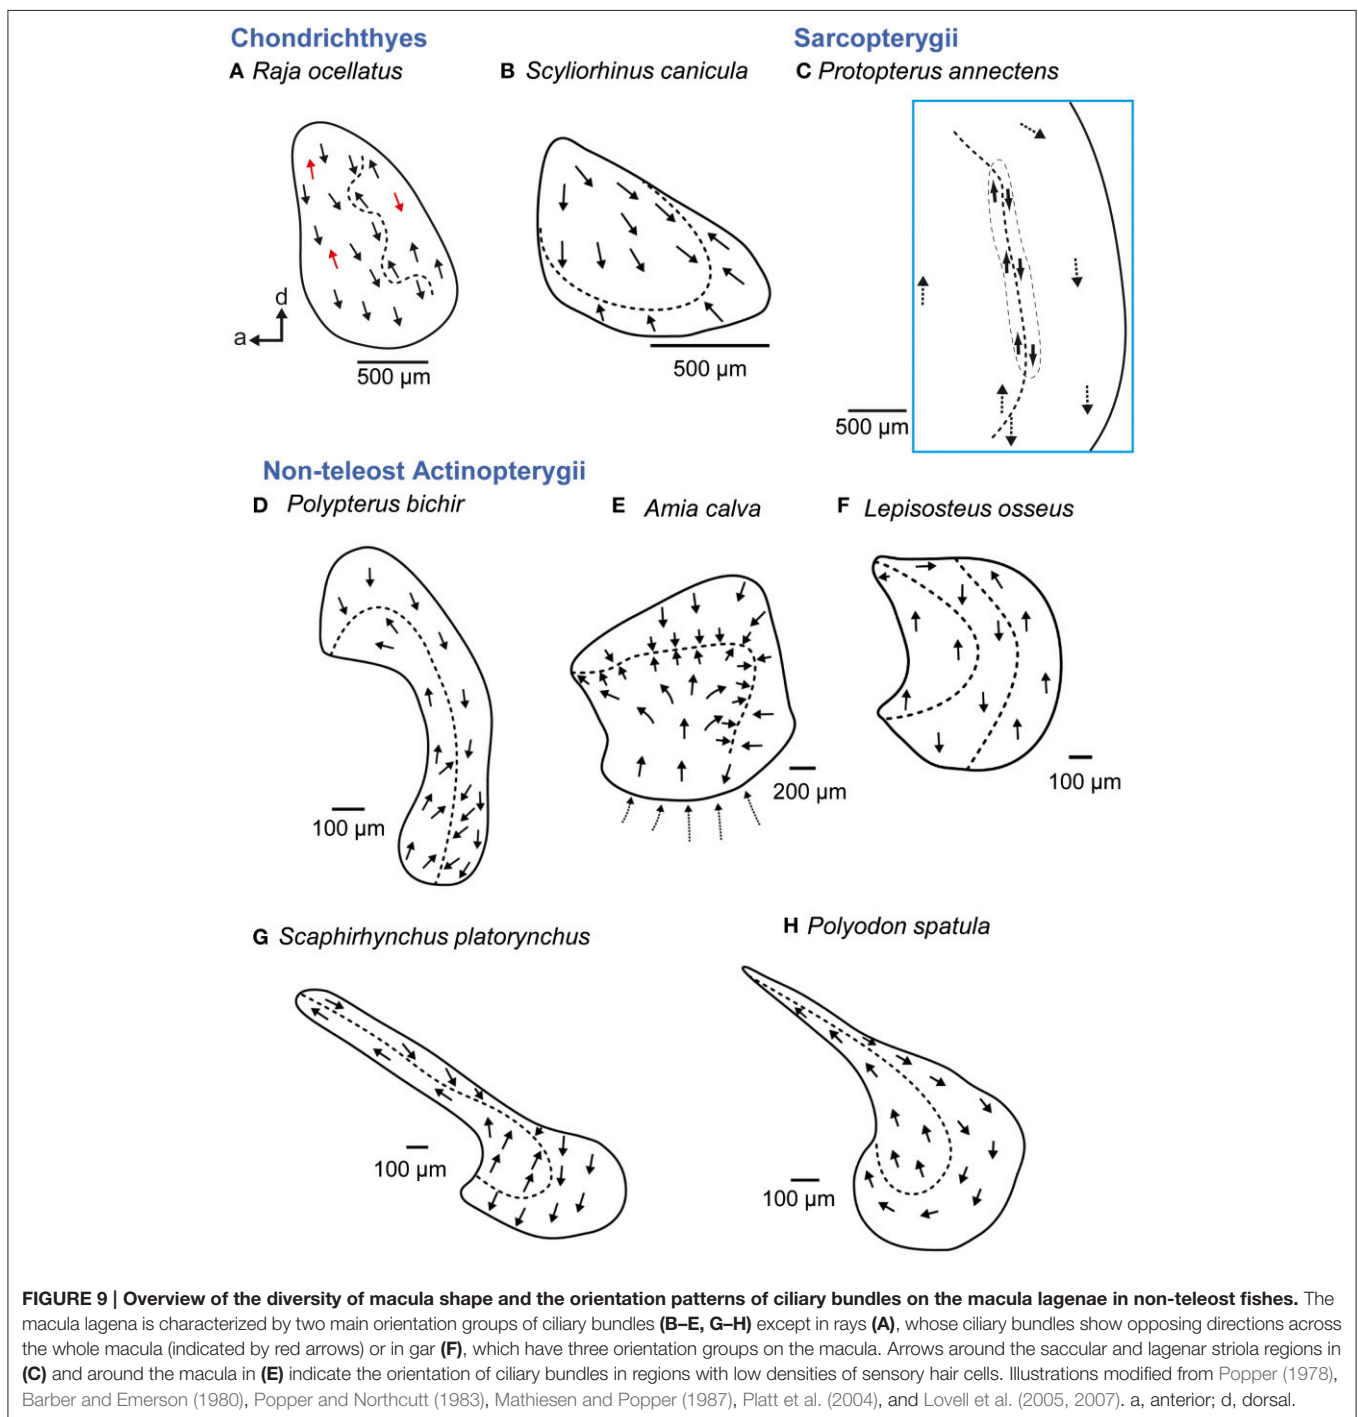 Chondrichthyes
Sarcopterygii
A Raja ocellatus
B Scyliorhinus canicula
C Protopterus annectens
d
a
500 µm
500 µm
500 µm
Non-teleost Actinopterygii
D Polypterus bichir
E Amia calva
F Lepisosteus osseus
100 µm
200 µm
100 µm
G Scaphirhynchus platorynchus
H Polyodon spatula
100 µm
100 µm
FIGURE 9 | Overview of the diversity of macula shape and the orientation patterns of ciliary bundles on the macula lagenae in non-teleost fishes. The
macula lagena is characterized by two main orientation groups of ciliary bundles (B–E, G–H) except in rays (A), whose ciliary bundles show opposing directions across
the whole macula (indicated by red arrows) or in gar (F), which have three orientation groups on the macula. Arrows around the saccular and lagenar striola regions in
(C) and around the macula in (E) indicate the orientation of ciliary bundles in regions with low densities of sensory hair cells. Illustrations modified from Popper (1978),
Barber and Emerson (1980), Popper and Northcutt (1983), Mathiesen and Popper (1987), Platt et al. (2004), and Lovell et al. (2005, 2007). a, anterior; d, dorsal.